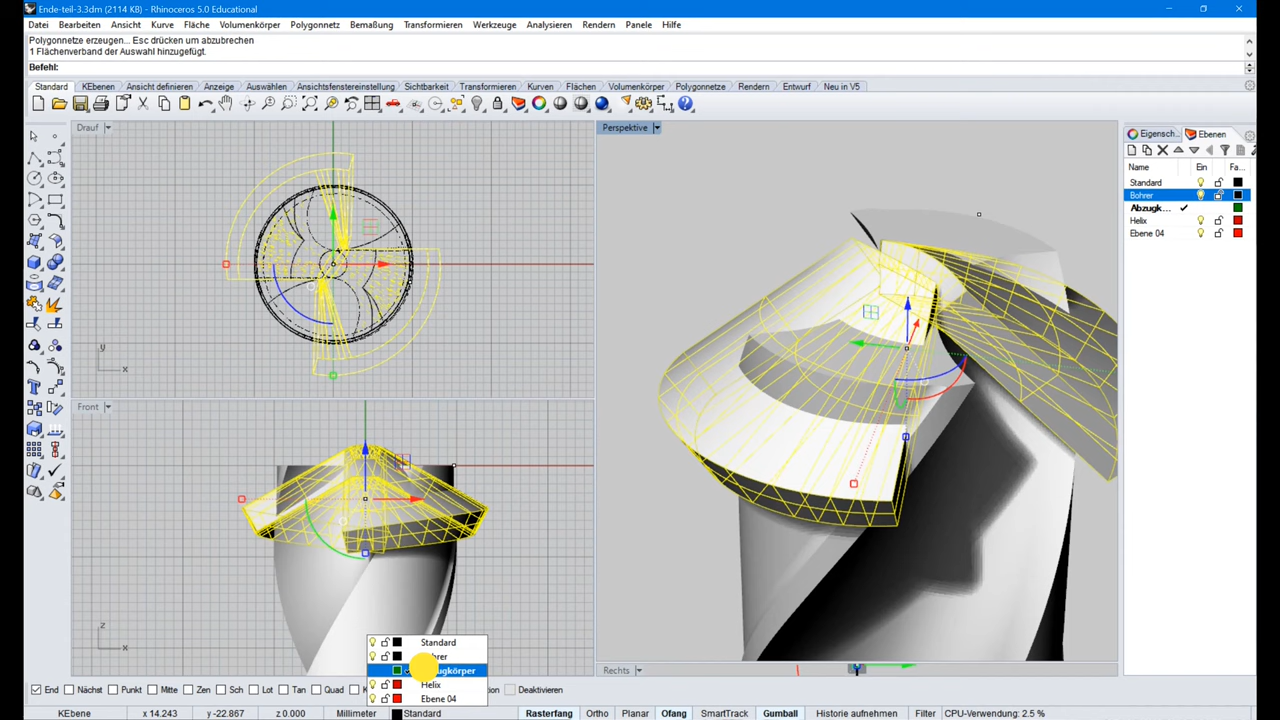 Ende-teil-3.3dm (2114 KB) - Rhinoceros 5.0 Educational
Datei Bearbeiten Ansicht Kurve Fläche Volumenkörper Polygonnetz Bemaßung Transformieren Werkzeuge Analysieren Rendern Panele Hilfe
Polygonnetze erzeugen... Esc drücken um abzubrechen
1 Flächenverband der Auswahl hinzugefügt.
Befehl:
Standard KEbenen Ansicht definieren Anzeige Auswählen Ansichtsfenstereinstellung Sichtbarkeit Transformieren Kurven Flächen Volumenkörper Polygonnetze Rendern Entwurf Neu in V5
Drauf
Perspektive
Eigensch... Ebenen
Name Ein Fa...
Standard
Bohrer
Abzugk...
Helix
Ebene 04
y
x
Front
z
x
Rechts
Standard
Helix
Ebene 04
End Nächst Punkt Mitte Zen Sch Lot Tan Quad Deaktivieren
KEbene x 14.243 y -22.867 z 0.000 Millimeter Standard Rasterfang Ortho Planar Ofang SmartTrack Gumball Historie aufnehmen Filter CPU-Verwendung: 2.5 %